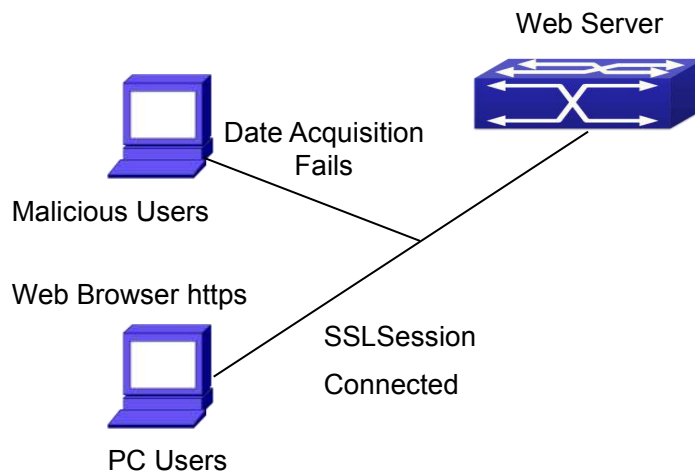 Web Server
Date Acquisition
Fails
Malicious Users
Web Browser https
SSLSession
Connected
PC Users